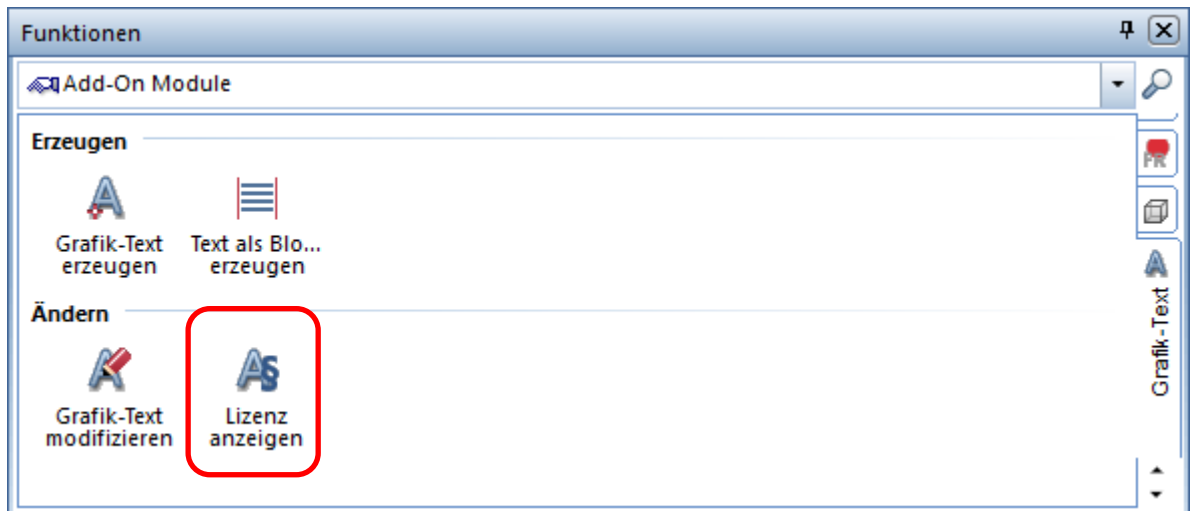 Funktionen
Add-On Module
Erzeugen
Grafik-Text
erzeugen
Text als Blo...
erzeugen
Ändern
Grafik-Text
modifizieren
Lizenz
anzeigen
FR
Grafik-Text